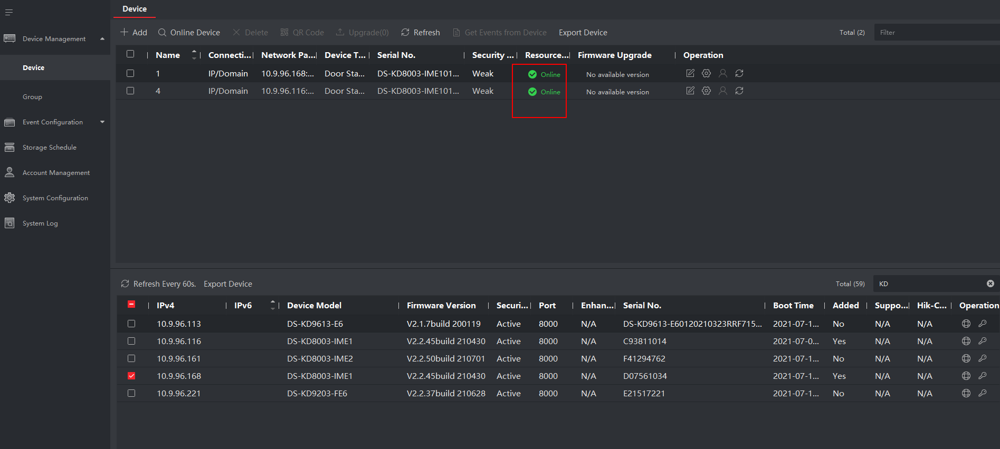 Device
Device Management
Device
Group
Event Configuration
Storage Schedule
Account Management
System Configuration
System Log
Add Online Device Delete QR Code Upgrade(0) Refresh Get Events from Device Export Device Total (2) Filter
Name Connecti... Network Pa... Device T... Serial No. Security ... Resource... Firmware Upgrade Operation
1 IP/Domain 10.9.96.168:... Door Sta... DS-KD8003-IME101... Weak Online No available version
4 IP/Domain 10.9.96.116:... Door Sta... DS-KD8003-IME101... Weak Online No available version
Refresh Every 60s. Export Device Total (59) KD
IPv4 IPv6 Device Model Firmware Version Securi... Port Enhan... Serial No. Boot Time Added Suppo... Hik-C... Operation
10.9.96.113 DS-KD9613-E6 V2.1.7build 200119 Active 8000 N/A DS-KD9613-E60120210323RRF715... 2021-07-1... No N/A N/A
10.9.96.116 DS-KD8003-IME1 V2.2.45build 210430 Active 8000 N/A C93811014 2021-07-0... Yes N/A N/A
10.9.96.161 DS-KD8003-IME2 V2.2.50build 210701 Active 8000 N/A F41294762 2021-07-1... No N/A N/A
10.9.96.168 DS-KD8003-IME1 V2.2.45build 210430 Active 8000 N/A D07561034 2021-07-1... Yes N/A N/A
10.9.96.221 DS-KD9203-FE6 V2.2.37build 210628 Active 8000 N/A E21517221 2021-07-1... No N/A N/A